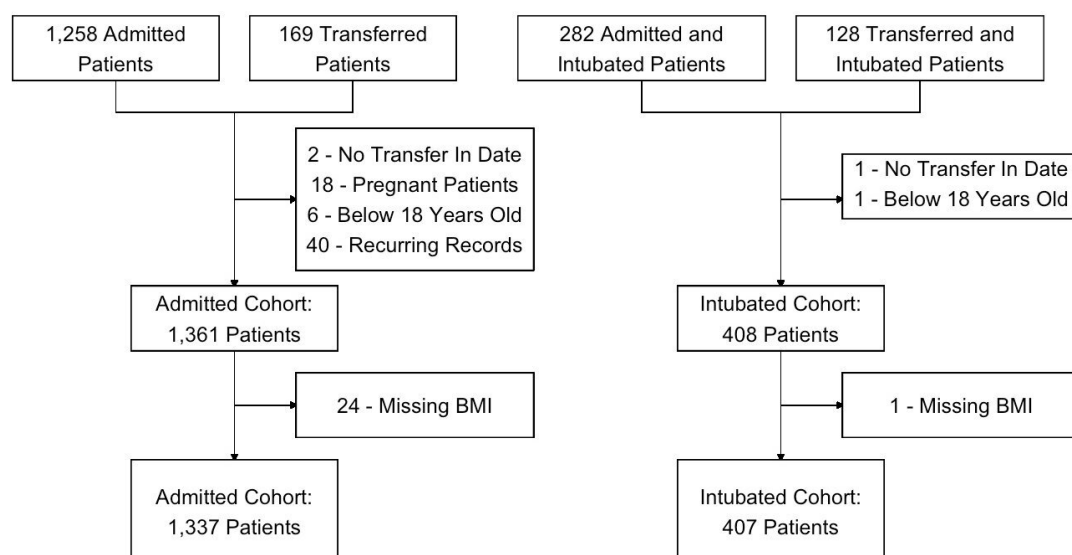 1,258 Admitted
Patients
169 Transferred
Patients
2 - No Transfer In Date
18 - Pregnant Patients
6 - Below 18 Years Old
40 - Recurring Records
Admitted Cohort:
1,361 Patients
24 - Missing BMI
Admitted Cohort:
1,337 Patients
282 Admitted and
Intubated Patients
128 Transferred and
Intubated Patients
1 - No Transfer In Date
1 - Below 18 Years Old
Intubated Cohort:
408 Patients
1 - Missing BMI
Intubated Cohort:
407 Patients